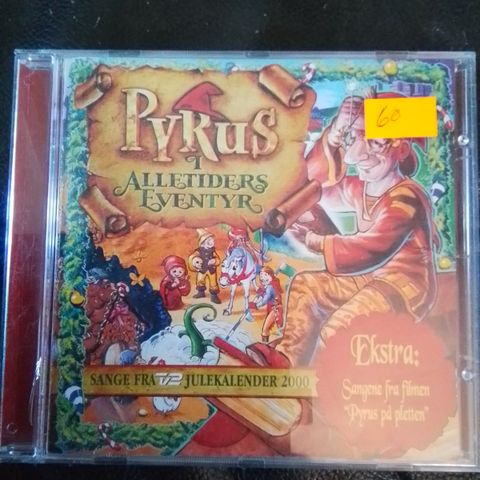 Pyrus
i
Alletiders
Eventyr
60
SANGE FRA TV2 JULEKALENDER 2000
Ekstra:
Sangene fra filmen
"Pyrus på pletten"